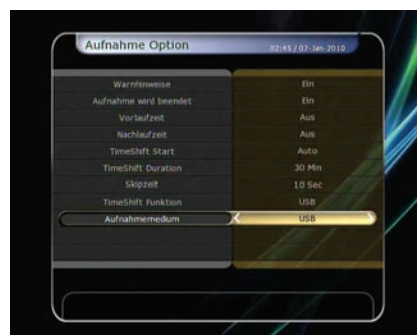 Aufnahme Option 02:45 / 07-Jan-2010
Warnhinweise Ein
Aufnahme wird beendet Ein
Vorlaufzeit Aus
Nachlaufzeit Aus
TimeShift Start Auto
TimeShift Duration 30 Min
Skipzeit 10 Sec
TimeShift Funktion USB
Aufnahmemedum USB